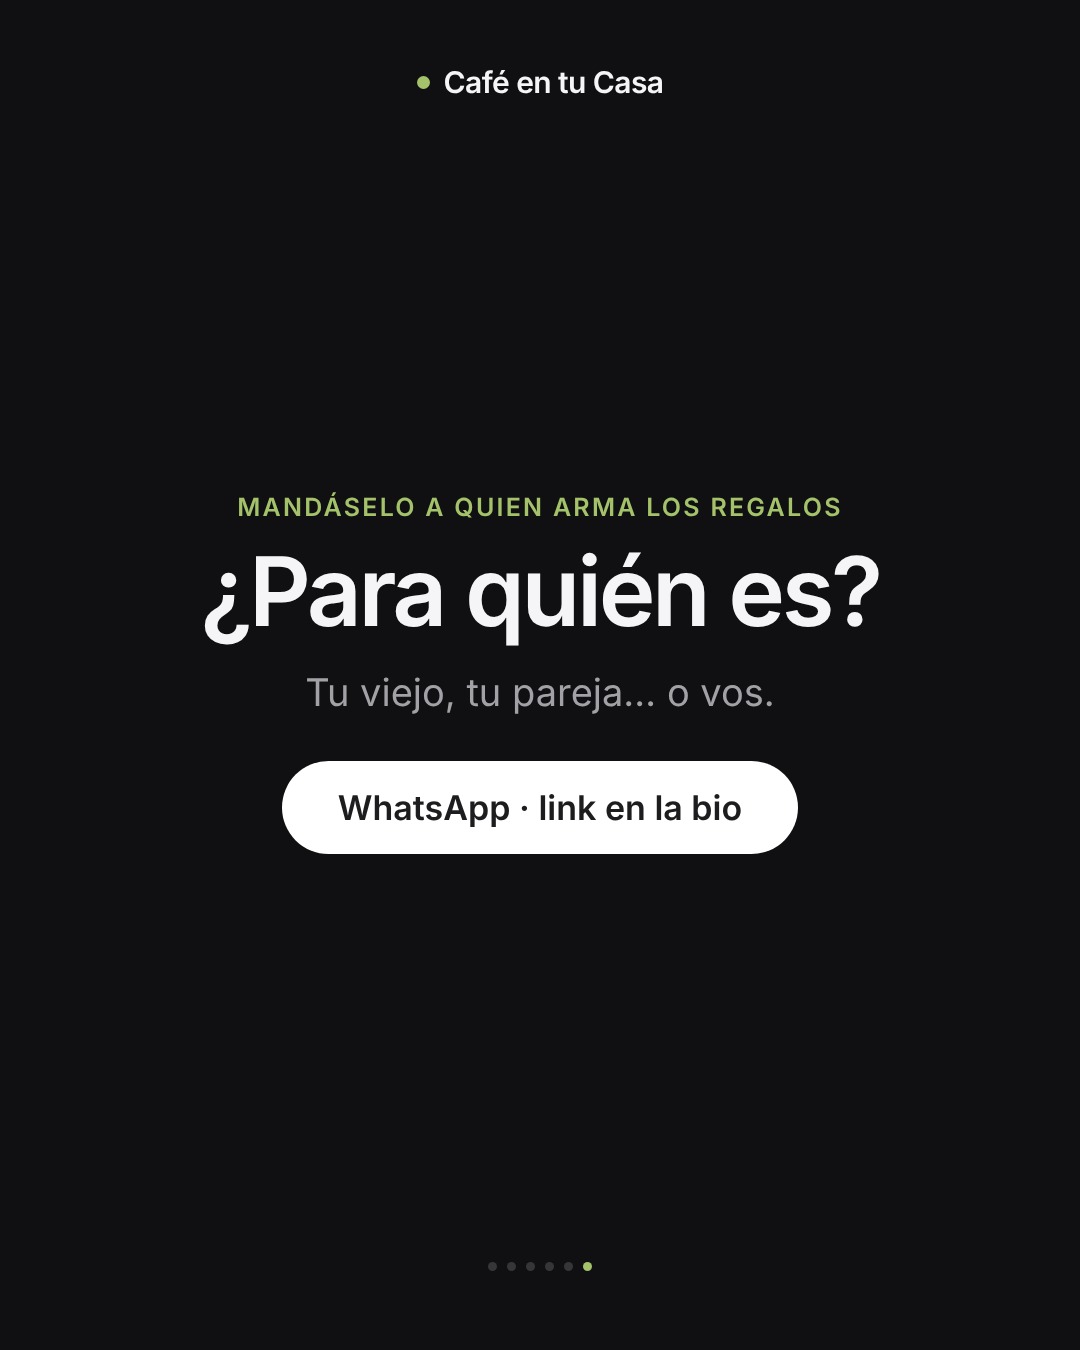 Café en tu Casa
MANDÁSELO A QUIEN ARMA LOS REGALOS
¿Para quién es?
Tu viejo, tu pareja... o vos.
WhatsApp · link en la bio